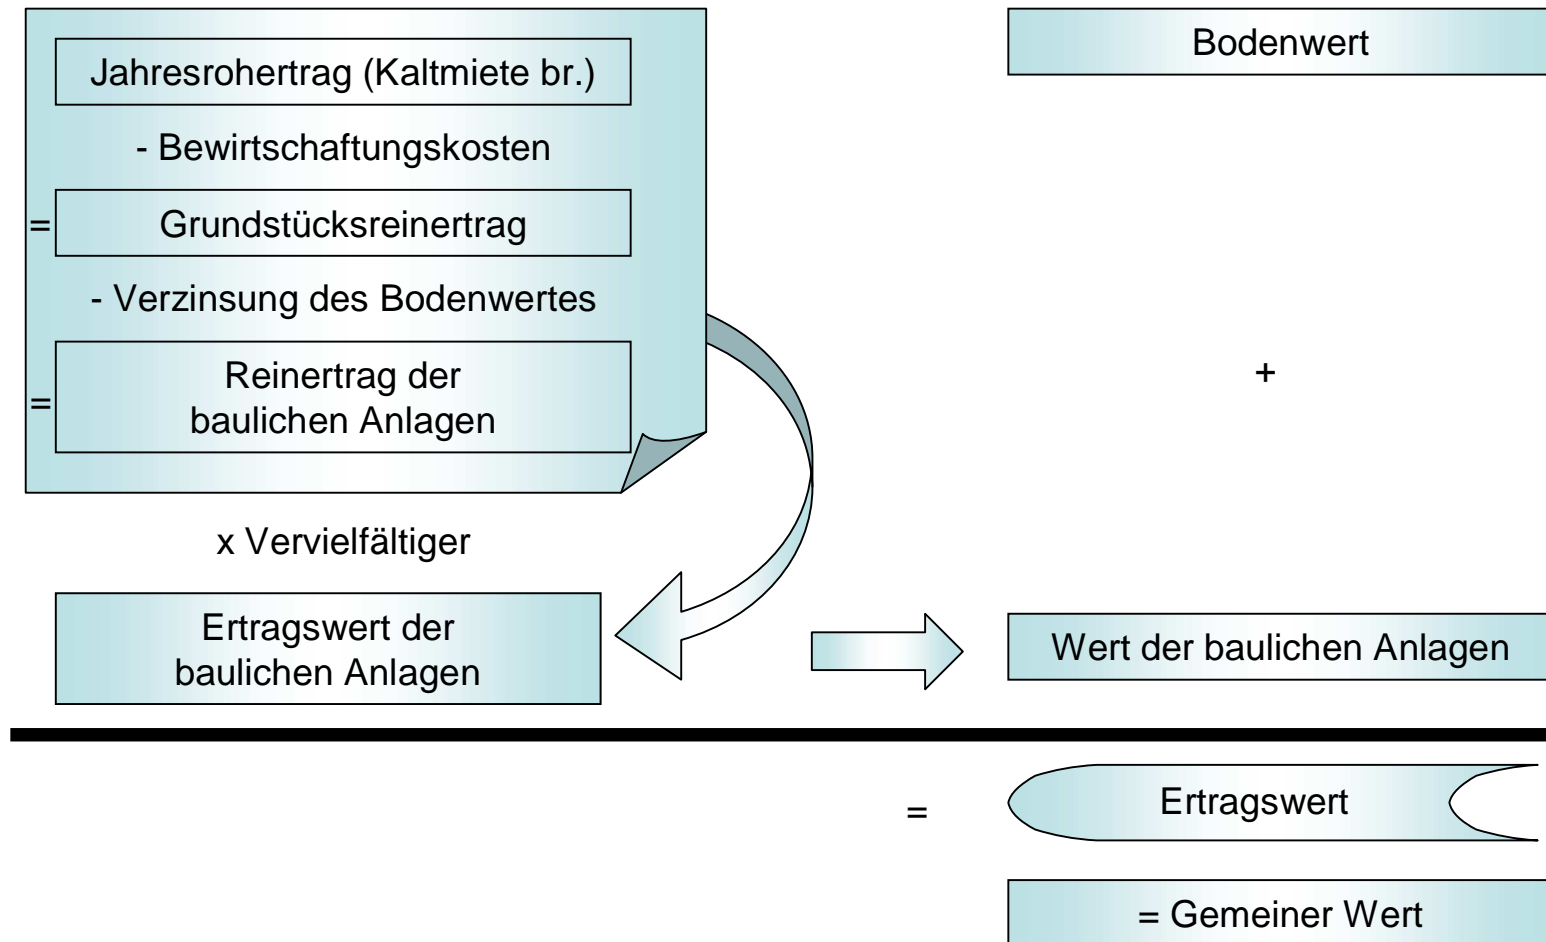 Jahresrohertrag (Kaltmiete br.)
- Bewirtschaftungskosten
= Grundstücksreinertrag
- Verzinsung des Bodenwertes
= Reinertrag der
baulichen Anlagen
x Vervielfältiger
Ertragswert der
baulichen Anlagen
Bodenwert
+
Wert der baulichen Anlagen
= Ertragswert
= Gemeiner Wert